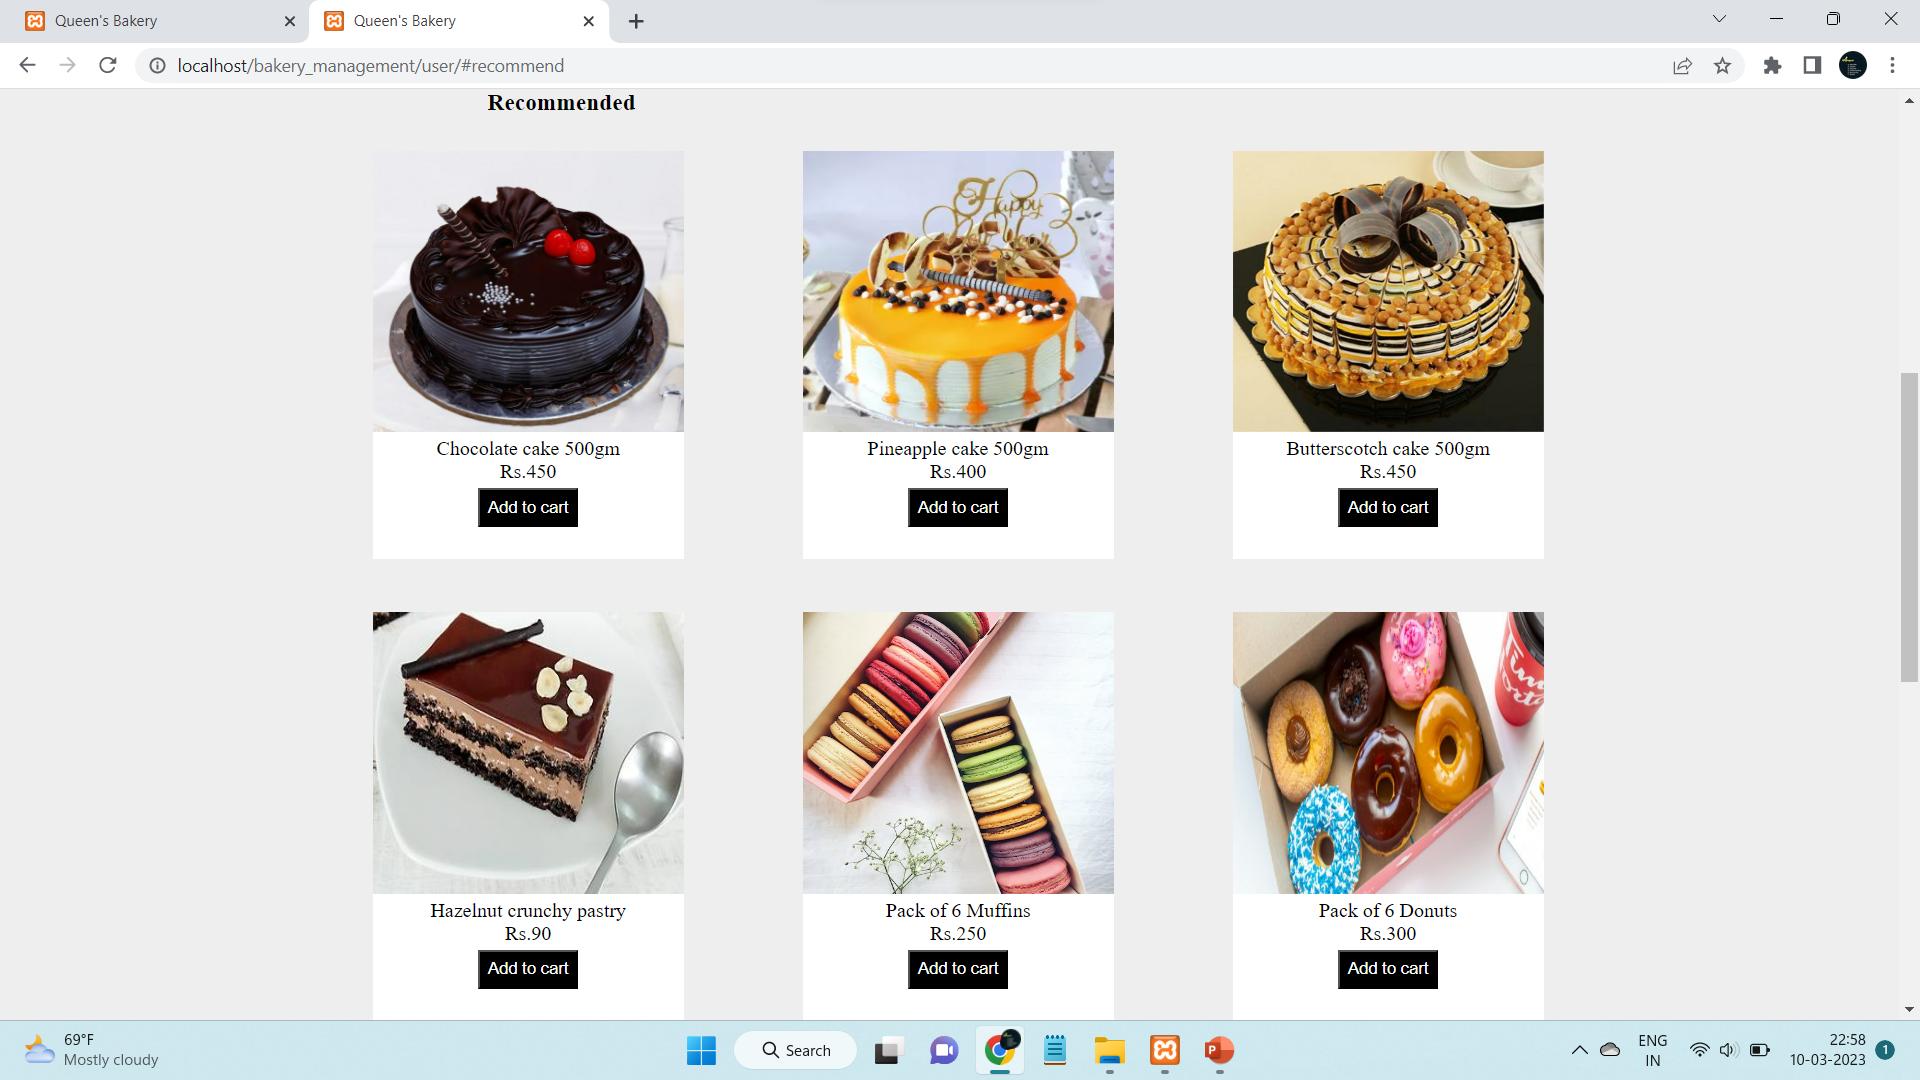 Queen's Bakery
Queen's Bakery
localhost/bakery_management/user/#recommend
Recommended
Happy
Chocolate cake 500gm
Rs.450
Add to cart
Pineapple cake 500gm
Rs.400
Add to cart
Butterscotch cake 500gm
Rs.450
Add to cart
Hazelnut crunchy pastry
Rs.90
Add to cart
Pack of 6 Muffins
Rs.250
Add to cart
Pack of 6 Donuts
Rs.300
Add to cart
69°F
Mostly cloudy
Search
P
ENG
IN
22:58
10-03-2023
1